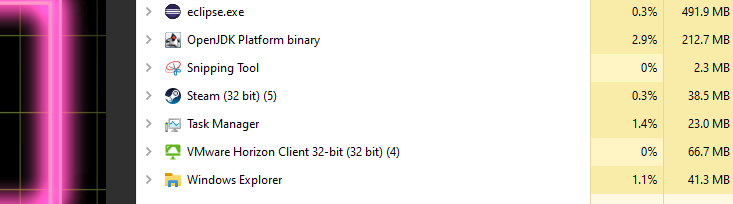 eclipse.exe 0.3% 491.9 MB
OpenJDK Platform binary 2.9% 212.7 MB
Snipping Tool 0% 2.3 MB
Steam (32 bit) (5) 0.3% 38.5 MB
Task Manager 1.4% 23.0 MB
VMware Horizon Client 32-bit (32 bit) (4) 0% 66.7 MB
Windows Explorer 1.1% 41.3 MB